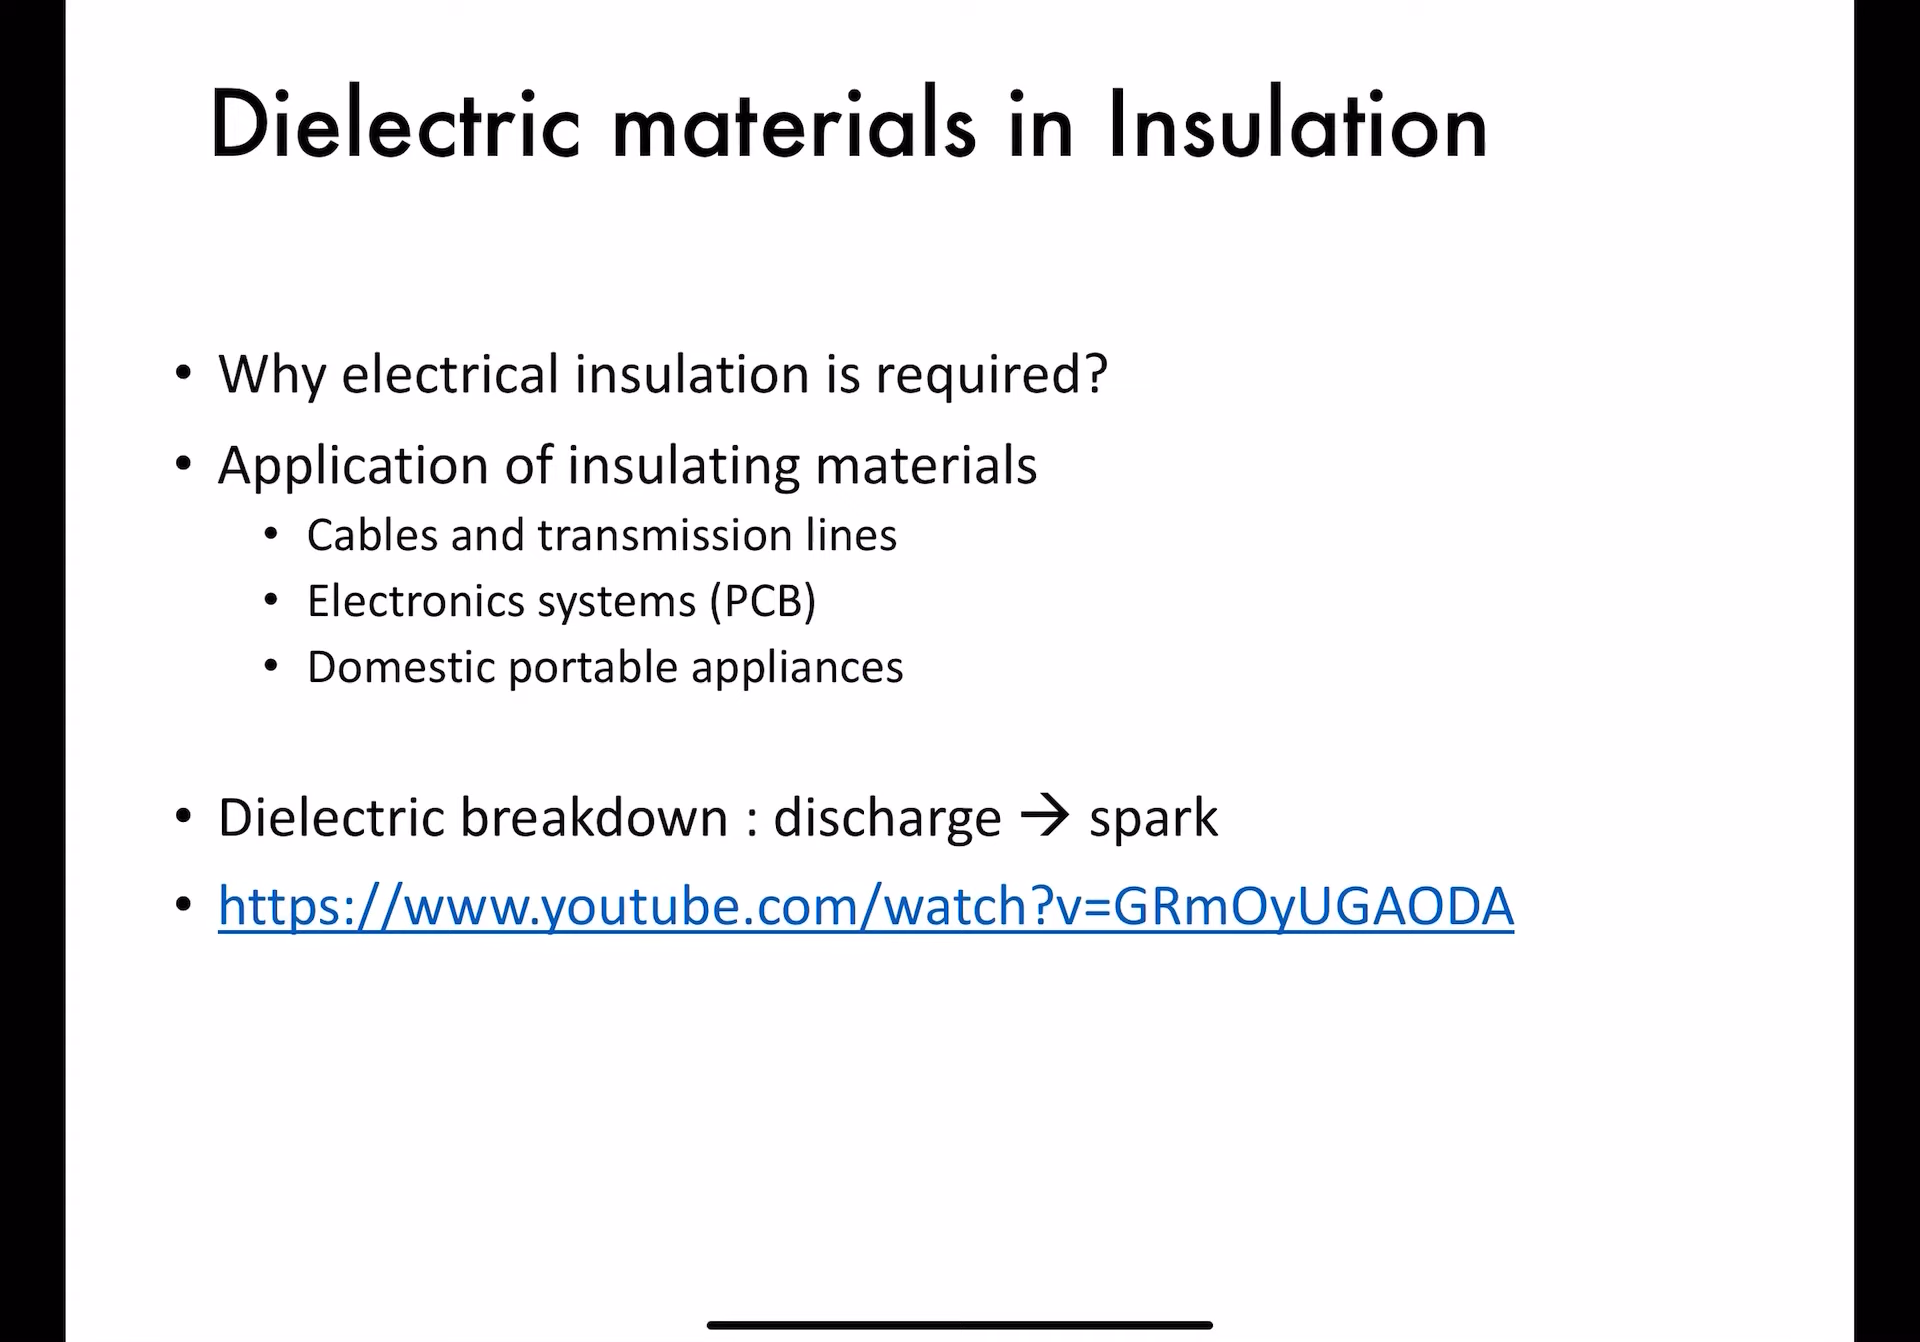 Dielectric materials in Insulation
• Why electrical insulation is required?
• Application of insulating materials
• Cables and transmission lines
• Electronics systems (PCB)
• Domestic portable appliances
• Dielectric breakdown : discharge → spark
• https://www.youtube.com/watch?v=GRmOyUGAODA